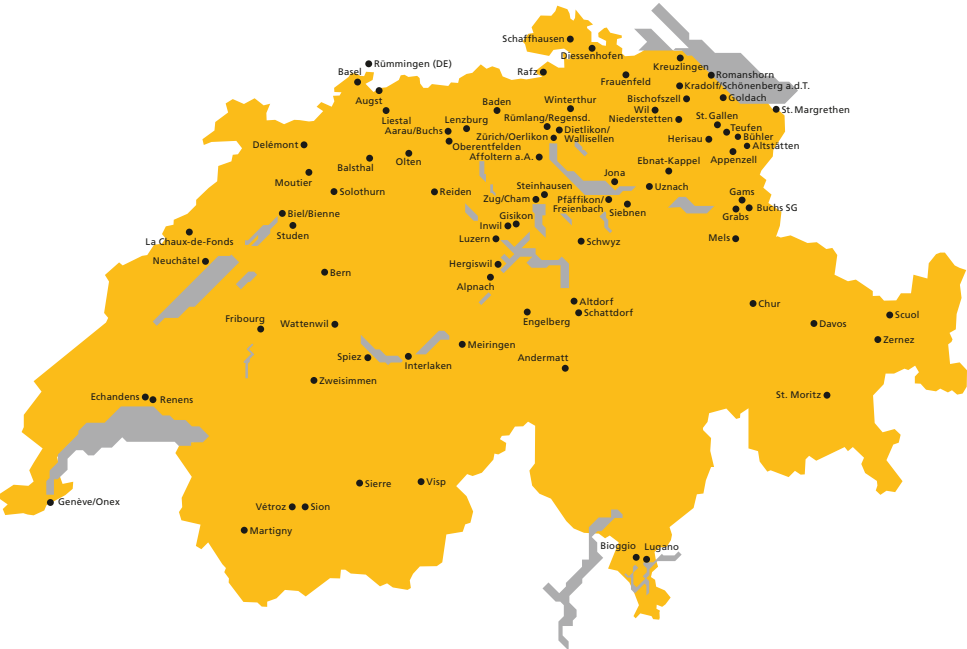 Schaffhausen
Diessenhofen
Rümmingen (DE)
Basel
Rafz
Kreuzlingen
Romanshorn
Frauenfeld
Kradolf/Schönenberg a.d.T.
Augst
Baden
Winterthur
Bischofszell
Goldach
Liestal
Lenzburg
Rümlang/Regensd.
Wil
St. Margrethen
Aarau/Buchs
Dietlikon/
Wallisellen
Niederstetten
St. Gallen
Teufen
Zürich/Oerlikon
Bühler
Delémont
Oberentfelden
Herisau
Altstätten
Balsthal
Olten
Affoltern a.A.
Ebnat-Kappel
Appenzell
Moutier
Jona
Solothurn
Reiden
Steinhausen
Uznach
Gams
Zug/Cham
Pfäffikon/
Freienbach
Siebnen
Grabs
Buchs SG
Biel/Bienne
Gisikon
Studen
Inwil
La Chaux-de-Fonds
Luzern
Schwyz
Mels
Neuchâtel
Bern
Hergiswil
Alpnach
Altdorf
Chur
Schattdorf
Scuol
Fribourg
Wattenwil
Engelberg
Davos
Zernez
Meiringen
Spiez
Interlaken
Andermatt
Zweisimmen
St. Moritz
Echandens
Renens
Sierre
Visp
Genève/Onex
Vétroz
Sion
Martigny
Bioggio
Lugano